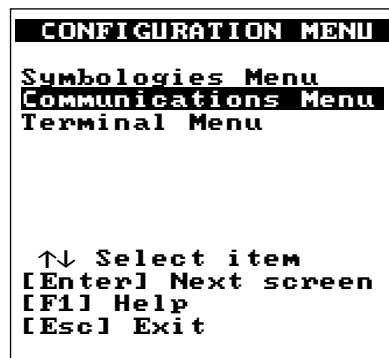 CONFIGURATION MENU
Symbologies Menu
Communications Menu
Terminal Menu
↑↓ Select item
[Enter] Next screen
[F1] Help
[Esc] Exit